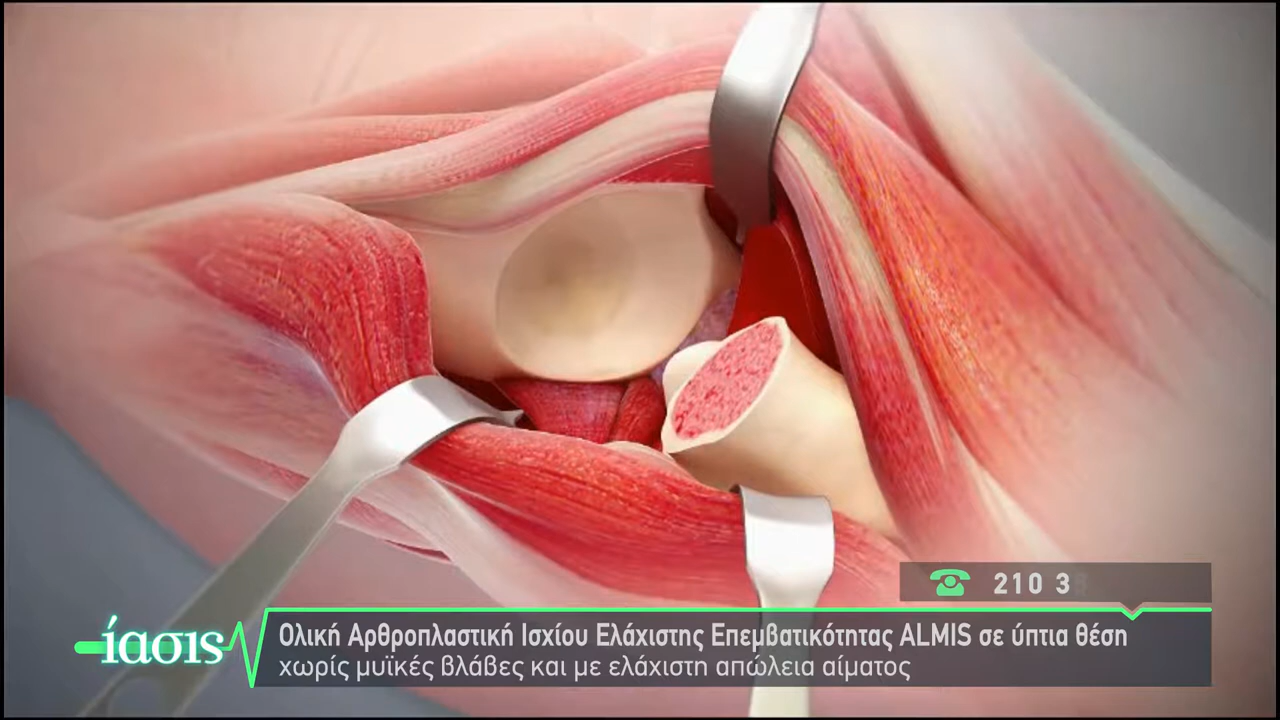 210 3
ίασις
Ολική Αρθροπλαστική Ισχίου Ελάχιστης Επεμβατικότητας ALMIS σε ύπτια θέση
χωρίς μυϊκές βλάβες και με ελάχιστη απώλεια αίματος